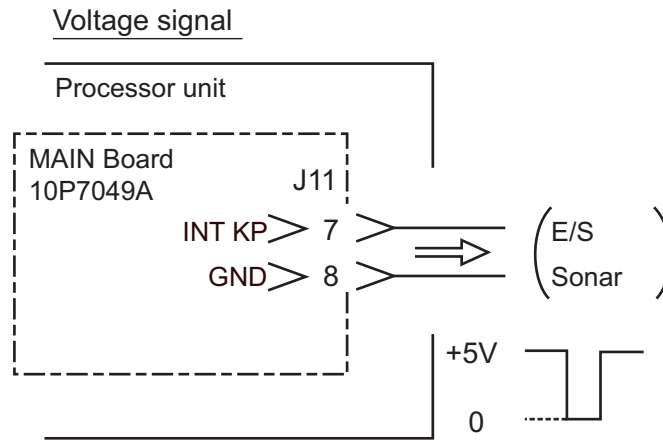 Voltage signal
Processor unit
MAIN Board
10P7049A
J11
INT KP 7
GND 8
E/S
Sonar
+5V
0